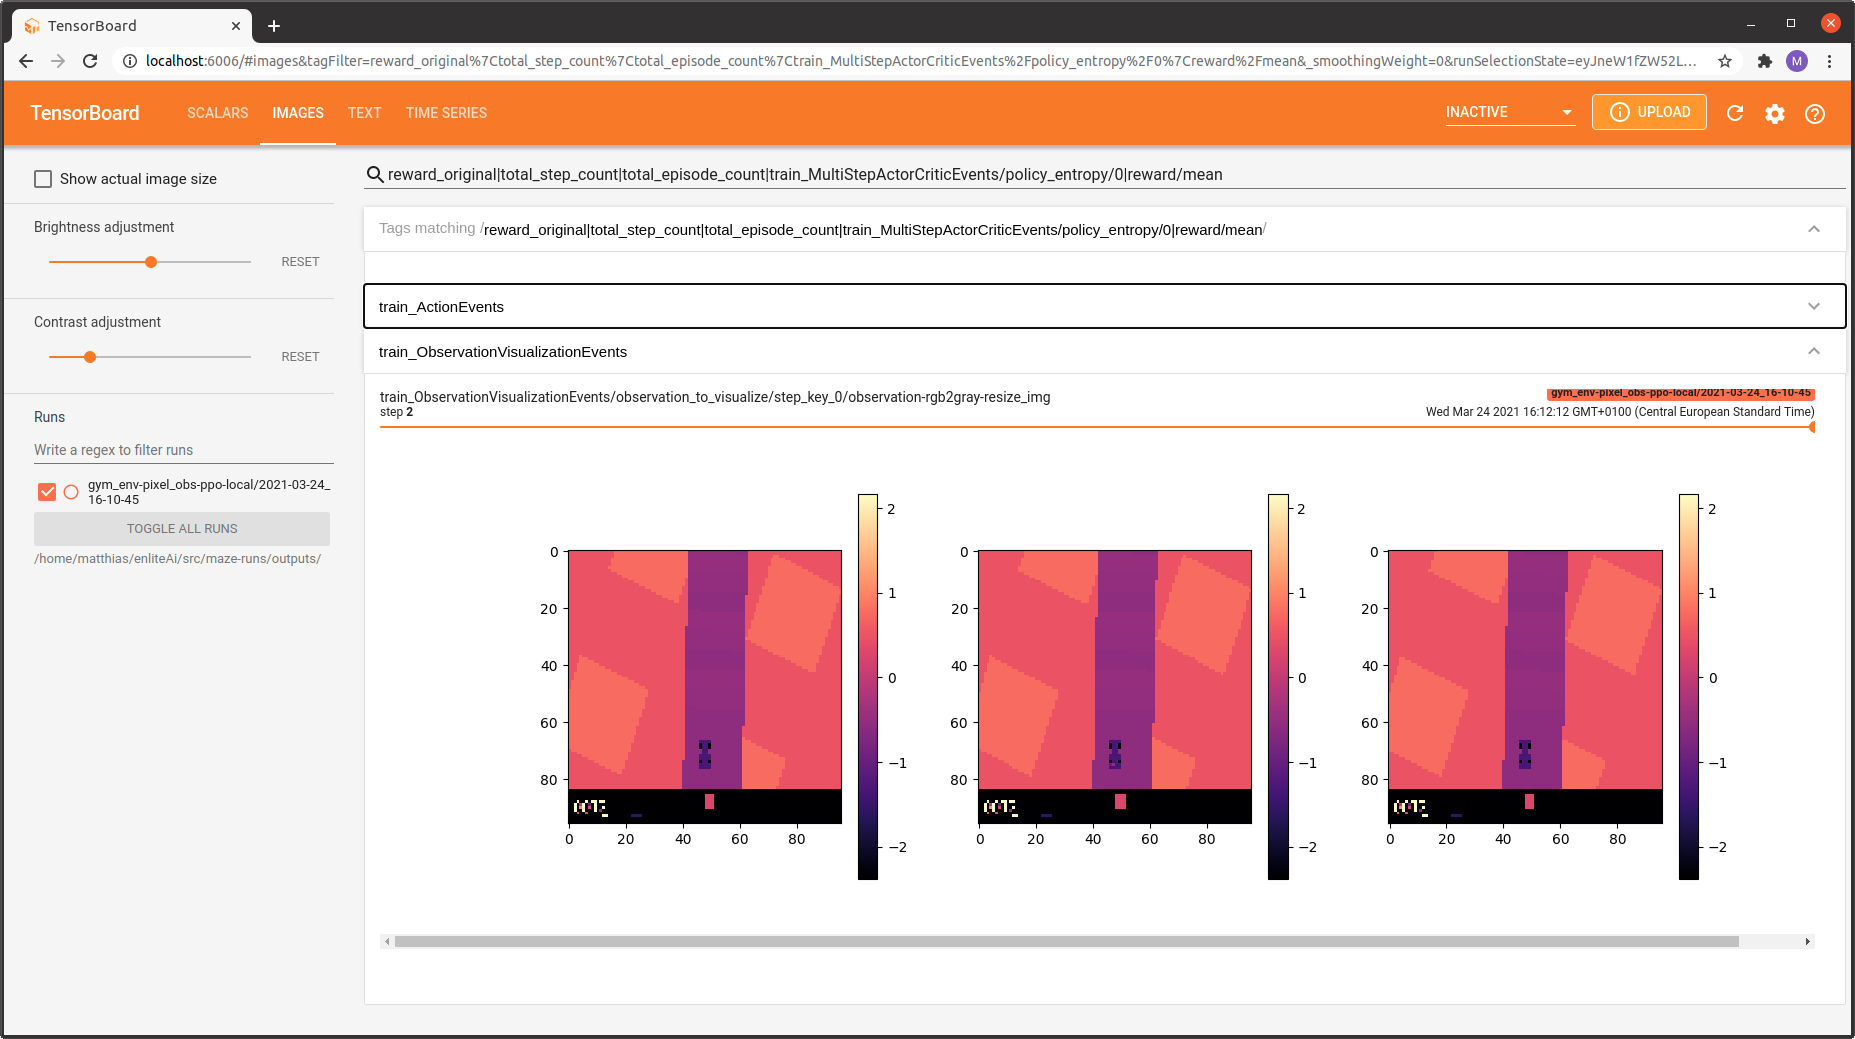 TensorBoard
localhost:6006/#images&tagFilter=reward_original%7Ctotal_step_count%7Ctotal_episode_count%7Ctrain_MultiStepActorCriticEvents%2Fpolicy_entropy%2F0%7Creward%2Fmean&_smoothingWeight=0&runSelectionState=eyJneW1fZW52L...
M
TensorBoard
SCALARS
IMAGES
TEXT
TIME SERIES
INACTIVE
UPLOAD
Show actual image size
Brightness adjustment
RESET
Contrast adjustment
RESET
Runs
Write a regex to filter runs
gym_env-pixel_obs-ppo-local/2021-03-24_
16-10-45
TOGGLE ALL RUNS
/home/matthias/enliteAi/src/maze-runs/outputs/
reward_original|total_step_count|total_episode_count|train_MultiStepActorCriticEvents/policy_entropy/0|reward/mean
Tags matching /reward_original|total_step_count|total_episode_count|train_MultiStepActorCriticEvents/policy_entropy/0|reward/mean/
train_ActionEvents
train_ObservationVisualizationEvents
train_ObservationVisualizationEvents/observation_to_visualize/step_key_0/observation-rgb2gray-resize_img
gym_env-pixel_obs-ppo-local/2021-03-24_16-10-45
step 2
Wed Mar 24 2021 16:12:12 GMT+0100 (Central European Standard Time)
0
20
40
60
80
0 20 40 60 80
2
1
0
−1
−2
0
20
40
60
80
0 20 40 60 80
2
1
0
−1
−2
0
20
40
60
80
0 20 40 60 80
2
1
0
−1
−2